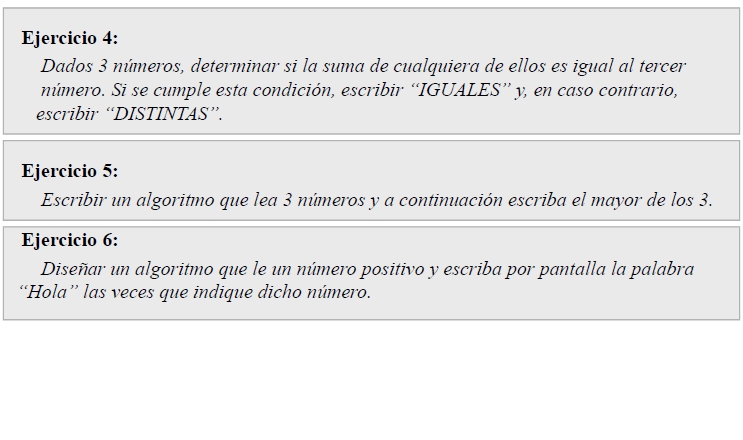 Ejercicio 4:
Dados 3 números, determinar si la suma de cualquiera de ellos es igual al tercer
número. Si se cumple esta condición, escribir “IGUALES” y, en caso contrario,
escribir “DISTINTAS”.
Ejercicio 5:
Escribir un algoritmo que lea 3 números y a continuación escriba el mayor de los 3.
Ejercicio 6:
Diseñar un algoritmo que le un número positivo y escriba por pantalla la palabra
“Hola” las veces que indique dicho número.